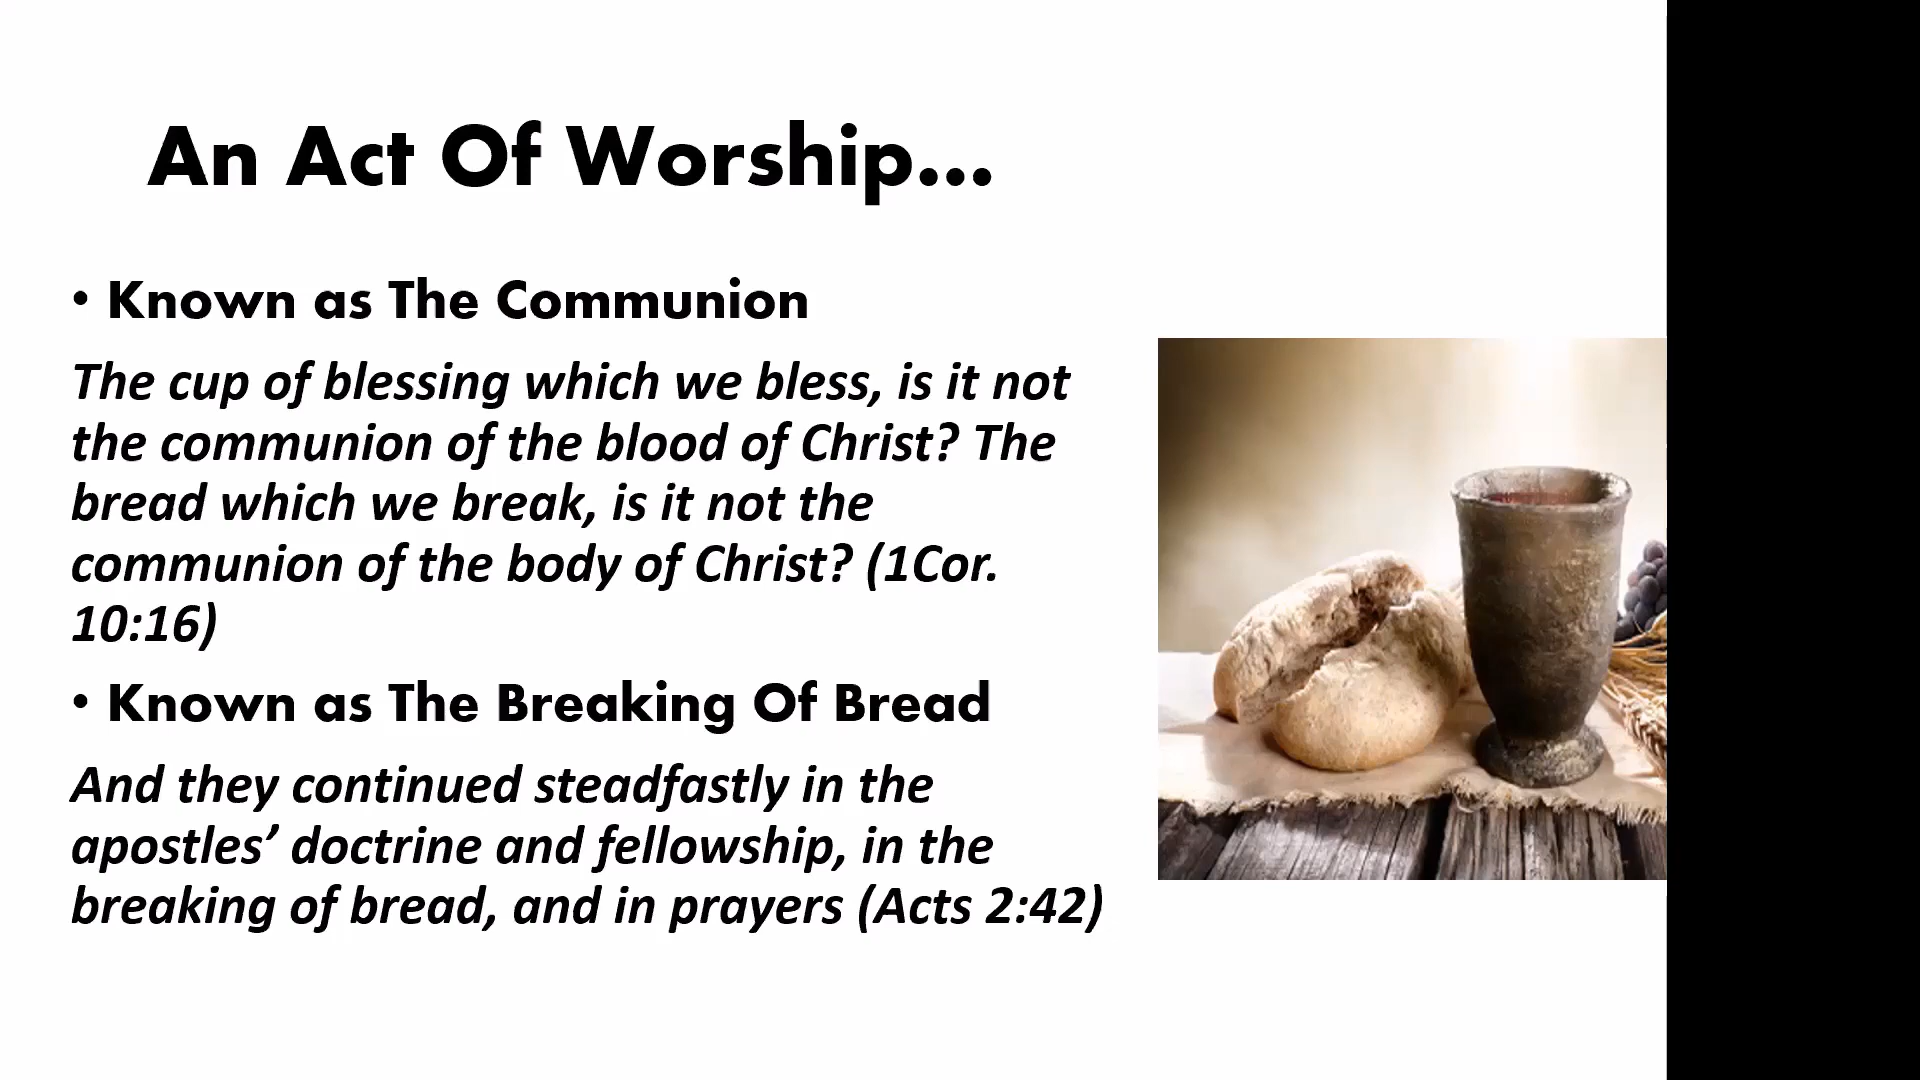 An Act Of Worship...
• Known as The Communion
The cup of blessing which we bless, is it not
the communion of the blood of Christ? The
bread which we break, is it not the
communion of the body of Christ? (1Cor.
10:16)
• Known as The Breaking Of Bread
And they continued steadfastly in the
apostles’ doctrine and fellowship, in the
breaking of bread, and in prayers (Acts 2:42)